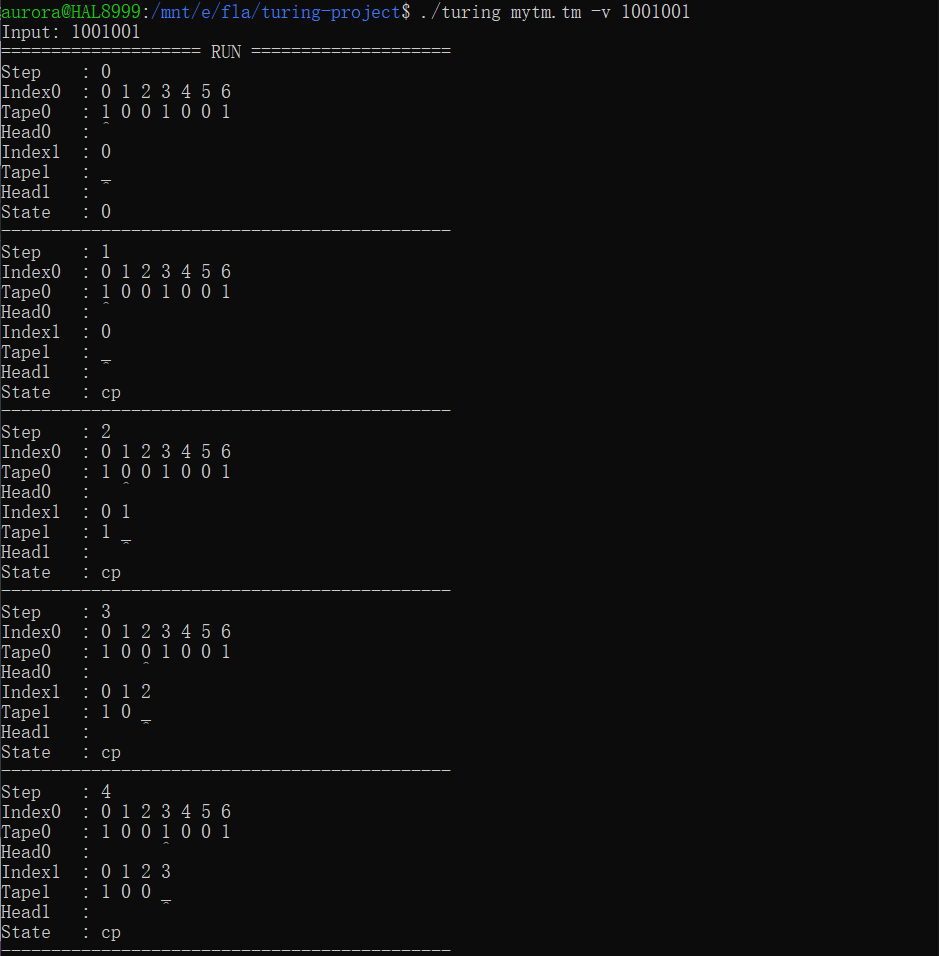 aurora@HAL8999:/mnt/e/fla/turing-project$ ./turing mytm.tm -v 1001001
Input: 1001001
==================== RUN ====================
Step    : 0
Index0  : 0 1 2 3 4 5 6
Tape0   : 1 0 0 1 0 0 1
Head0   : ^
Index1  : 0
Tape1   : _
Head1   : ^
State   : 0
---------------------------------------------
Step    : 1
Index0  : 0 1 2 3 4 5 6
Tape0   : 1 0 0 1 0 0 1
Head0   : ^
Index1  : 0
Tape1   : _
Head1   : ^
State   : cp
---------------------------------------------
Step    : 2
Index0  : 0 1 2 3 4 5 6
Tape0   : 1 0 0 1 0 0 1
Head0   :   ^
Index1  : 0 1
Tape1   : 1 _
Head1   :   ^
State   : cp
---------------------------------------------
Step    : 3
Index0  : 0 1 2 3 4 5 6
Tape0   : 1 0 0 1 0 0 1
Head0   :     ^
Index1  : 0 1 2
Tape1   : 1 0 _
Head1   :     ^
State   : cp
---------------------------------------------
Step    : 4
Index0  : 0 1 2 3 4 5 6
Tape0   : 1 0 0 1 0 0 1
Head0   :       ^
Index1  : 0 1 2 3
Tape1   : 1 0 0 _
Head1   :       ^
State   : cp
---------------------------------------------